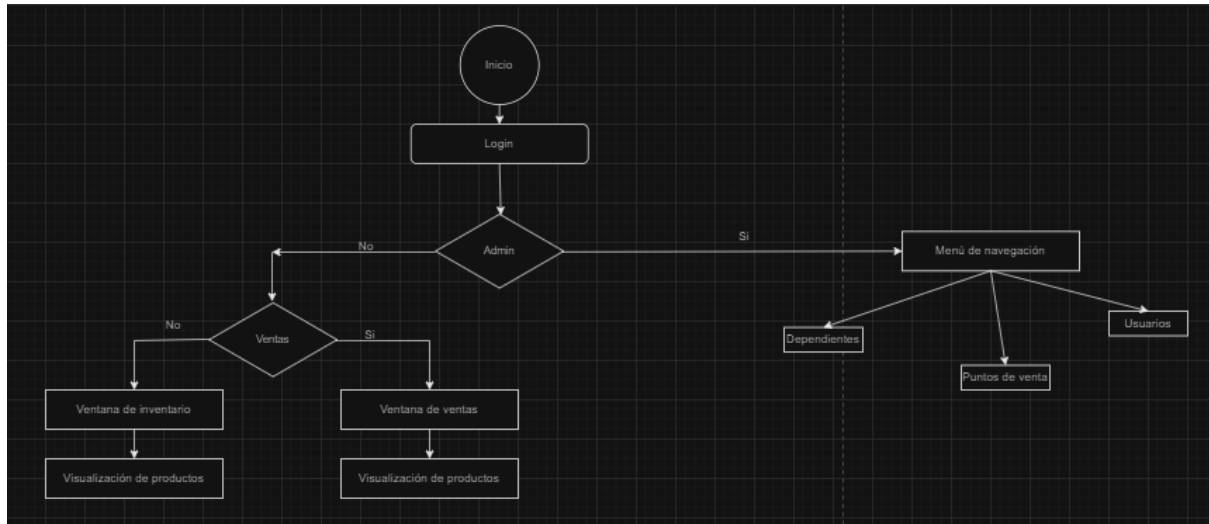 Inicio
Login
Admin
No
Si
Menú de navegación
Ventas
No
Si
Dependientes
Puntos de venta
Usuarios
Ventana de inventario
Ventana de ventas
Visualización de productos
Visualización de productos